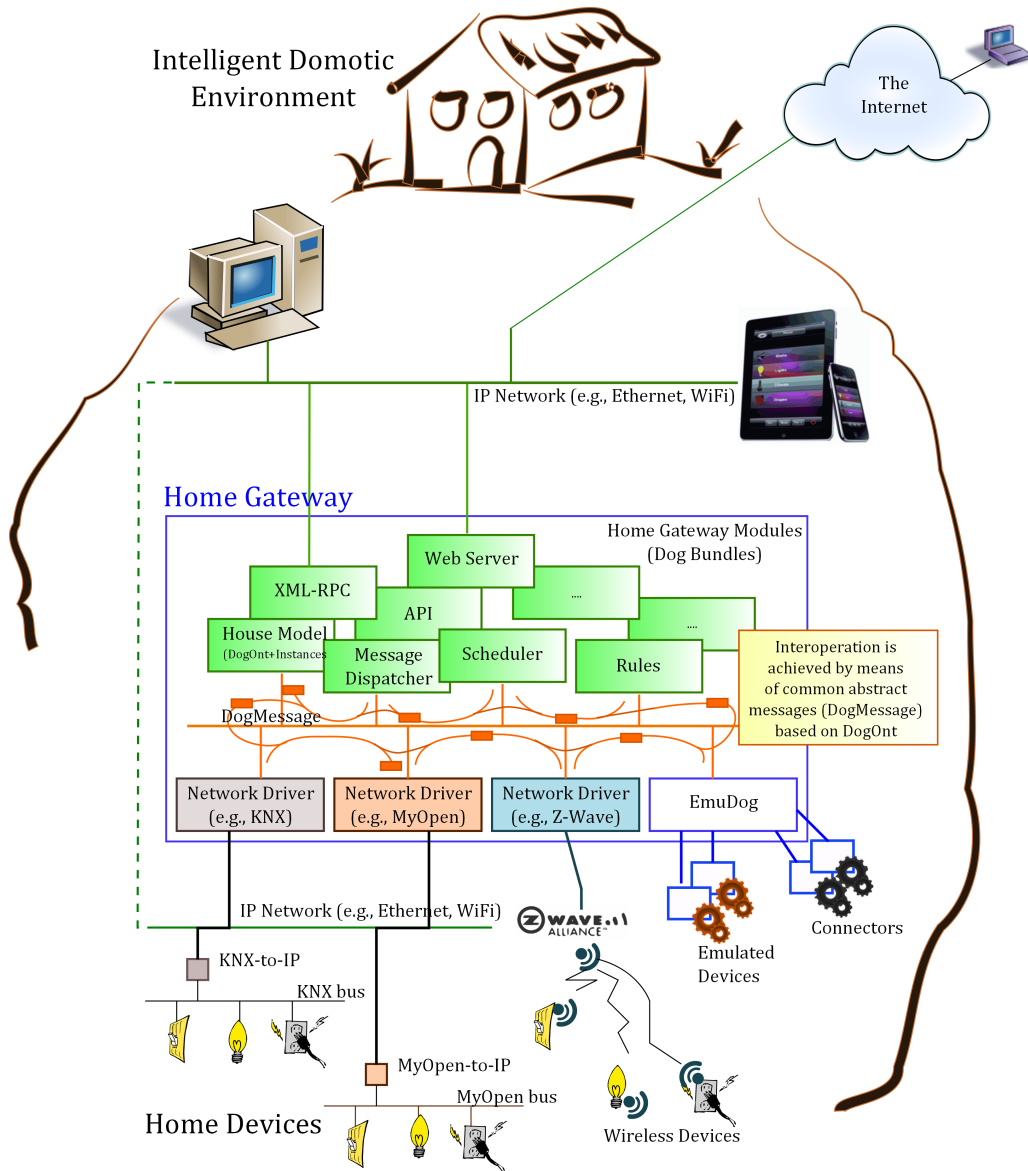 Intelligent Domotic
Environment
The
Internet
IP Network (e.g., Ethernet, WiFi)
Home Gateway
Home Gateway Modules
(Dog Bundles)
Web Server
XML-RPC
API
....
....
House Model
(DogOnt+Instances
Message
Dispatcher
Scheduler
Rules
Interoperation is
achieved by means
of common abstract
messages (DogMessage)
based on DogOnt
DogMessage
Network Driver
(e.g., KNX)
Network Driver
(e.g., MyOpen)
Network Driver
(e.g., Z-Wave)
EmuDog
IP Network (e.g., Ethernet, WiFi)
Z WAVE
ALLIANCE™
Connectors
Emulated
Devices
KNX-to-IP
KNX bus
MyOpen-to-IP
MyOpen bus
Home Devices
Wireless Devices